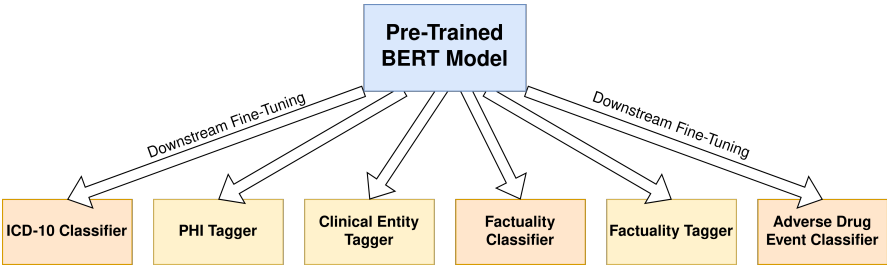 Pre-Trained
BERT Model
Downstream Fine-Tuning
Downstream Fine-Tuning
ICD-10 Classifier
PHI Tagger
Clinical Entity
Tagger
Factuality
Classifier
Factuality Tagger
Adverse Drug
Event Classifier